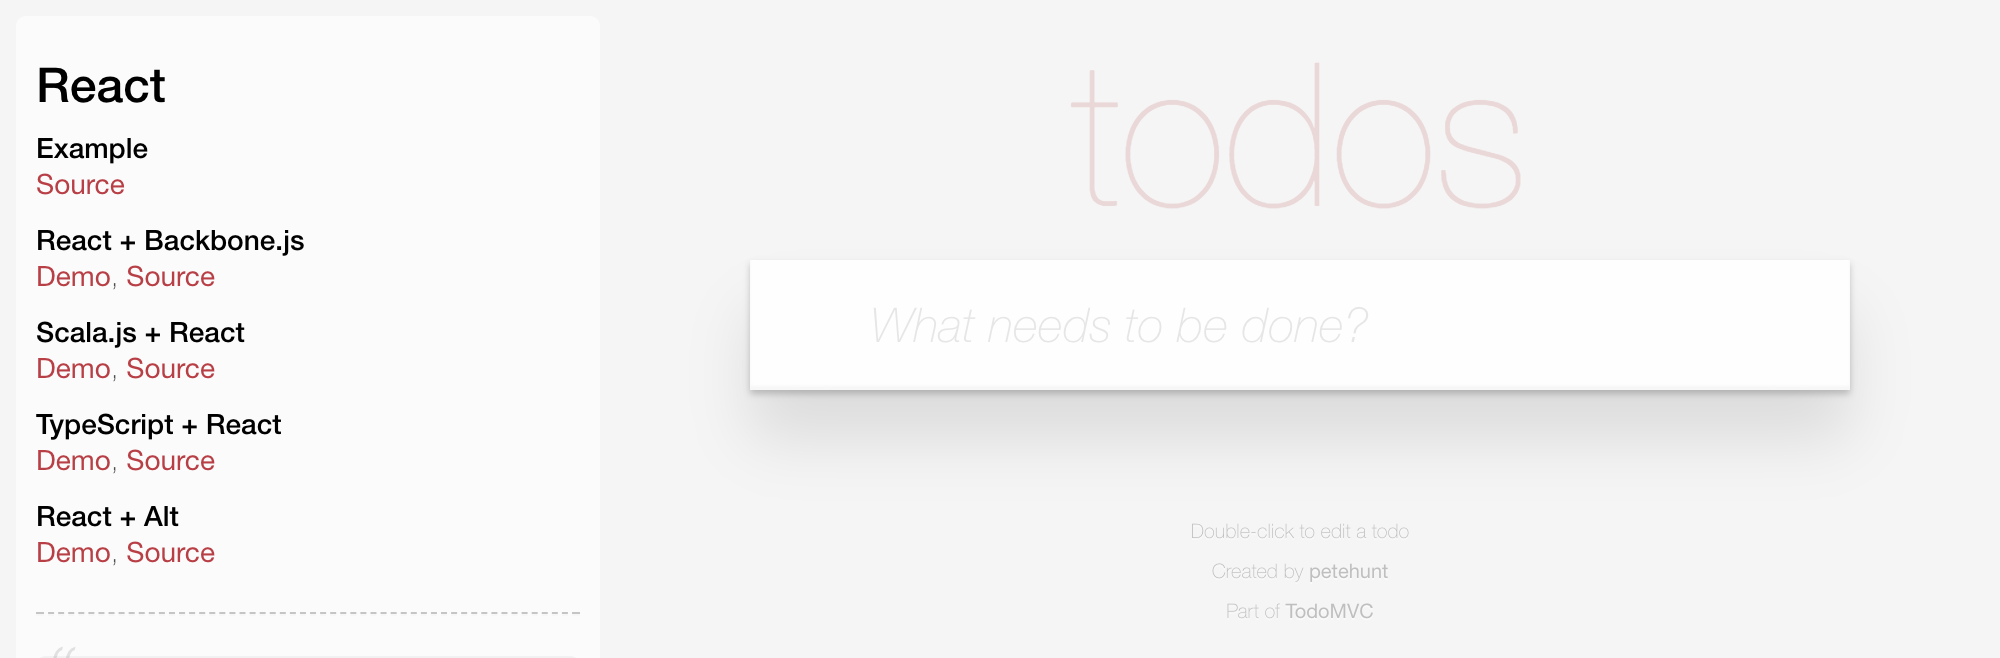 React
Example
Source
React + Backbone.js
Demo, Source
Scala.js + React
Demo, Source
TypeScript + React
Demo, Source
React + Alt
Demo, Source
“
todos
What needs to be done?
Double-click to edit a todo
Created by petehunt
Part of TodoMVC